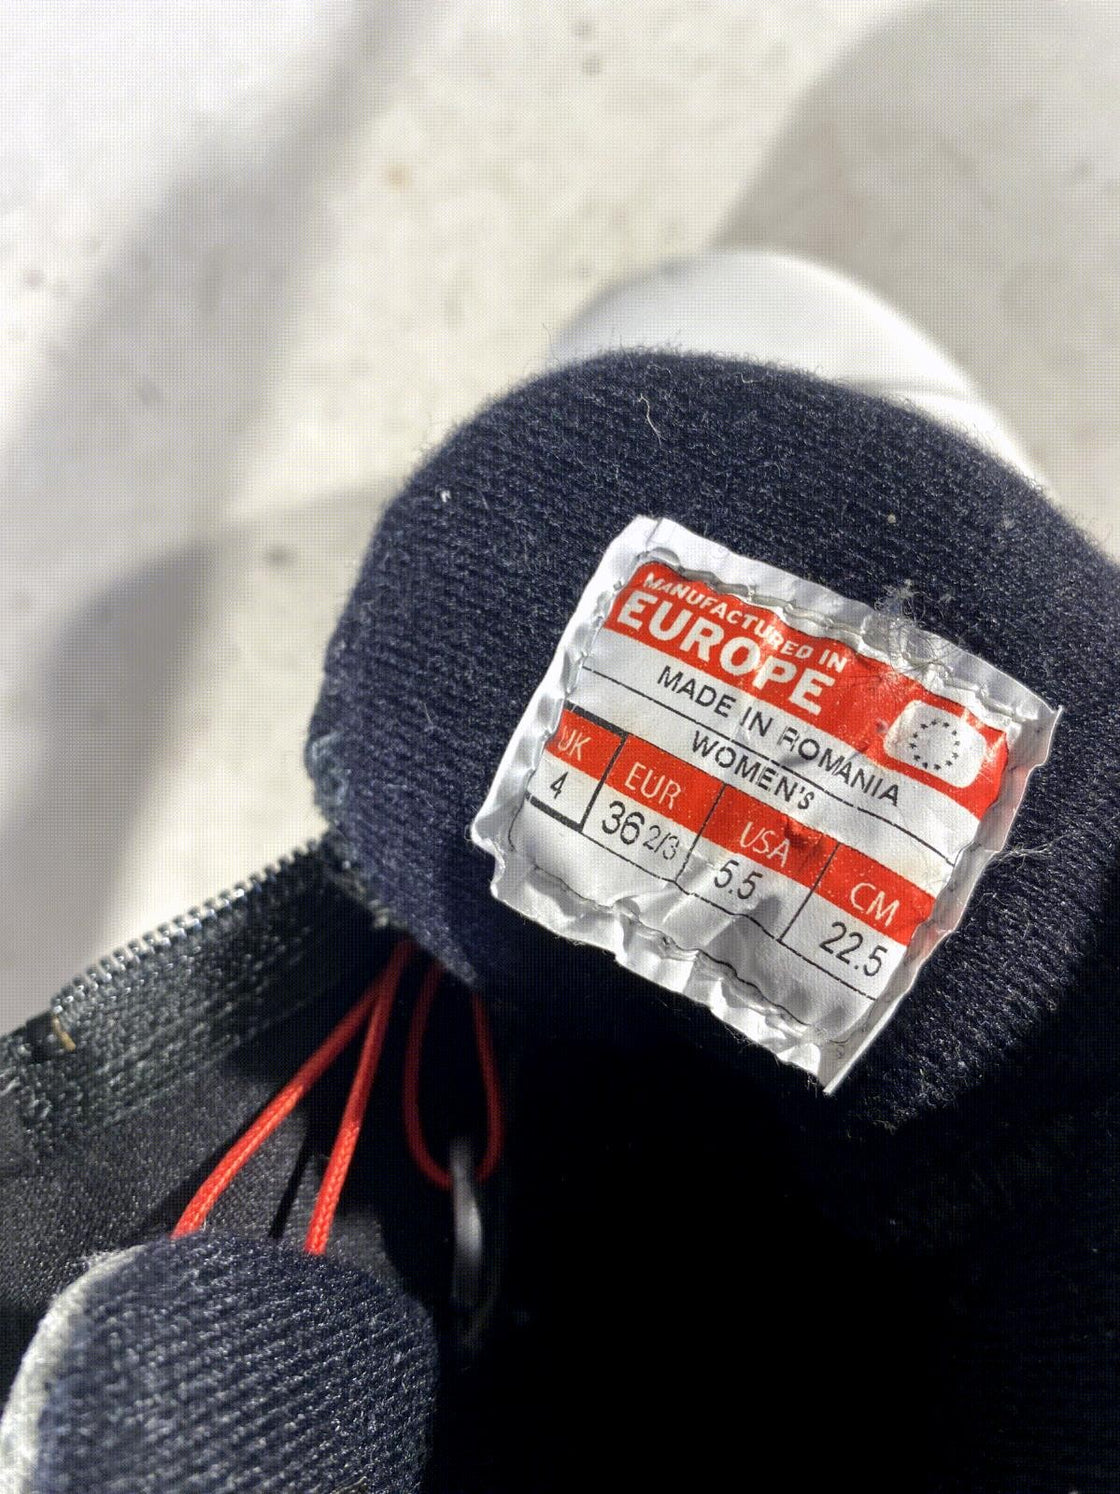 MANUFACTURED IN
EUROPE
MADE IN ROMANIA
WOMEN'S
UK EUR USA CM
4 36 2/3 5.5 22.5